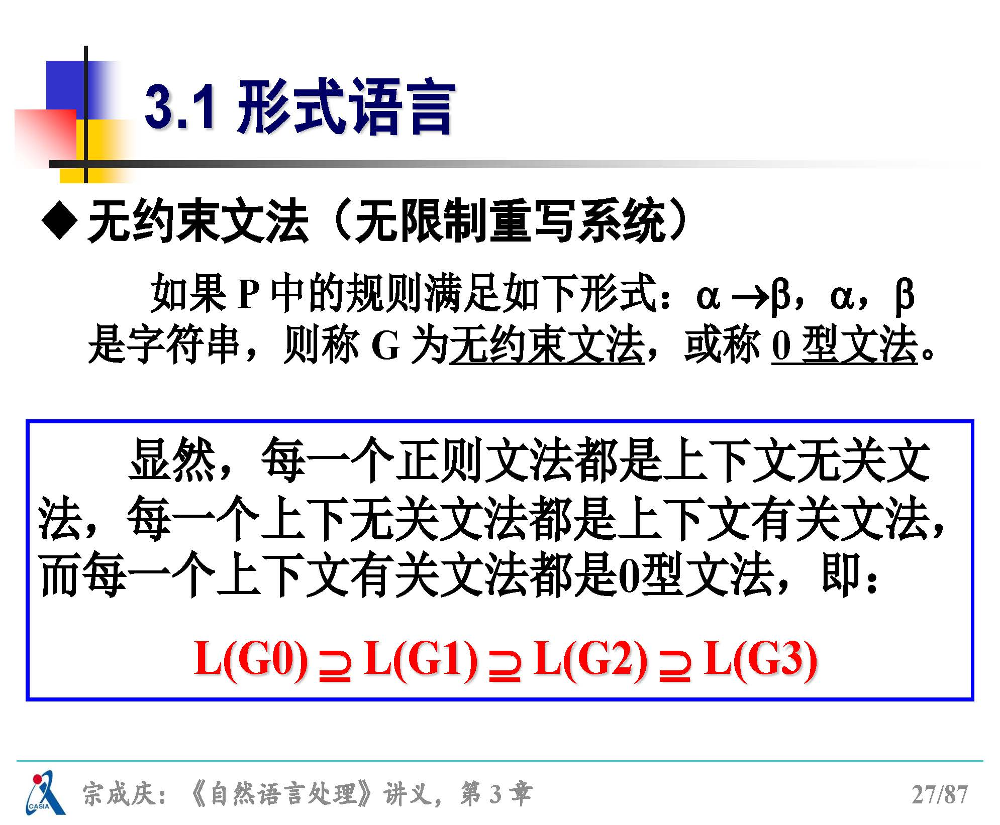 3.1 形式语言
◆ 无约束文法（无限制重写系统）
如果 P 中的规则满足如下形式：α →β，α，β
是字符串，则称 G 为无约束文法，或称 0 型文法。
显然，每一个正则文法都是上下文无关文
法，每一个上下无关文法都是上下文有关文法，
而每一个上下文有关文法都是0型文法，即：
L(G0) ⊇ L(G1) ⊇ L(G2) ⊇ L(G3)
CASIA
宗成庆：《自然语言处理》讲义，第 3 章
27/87